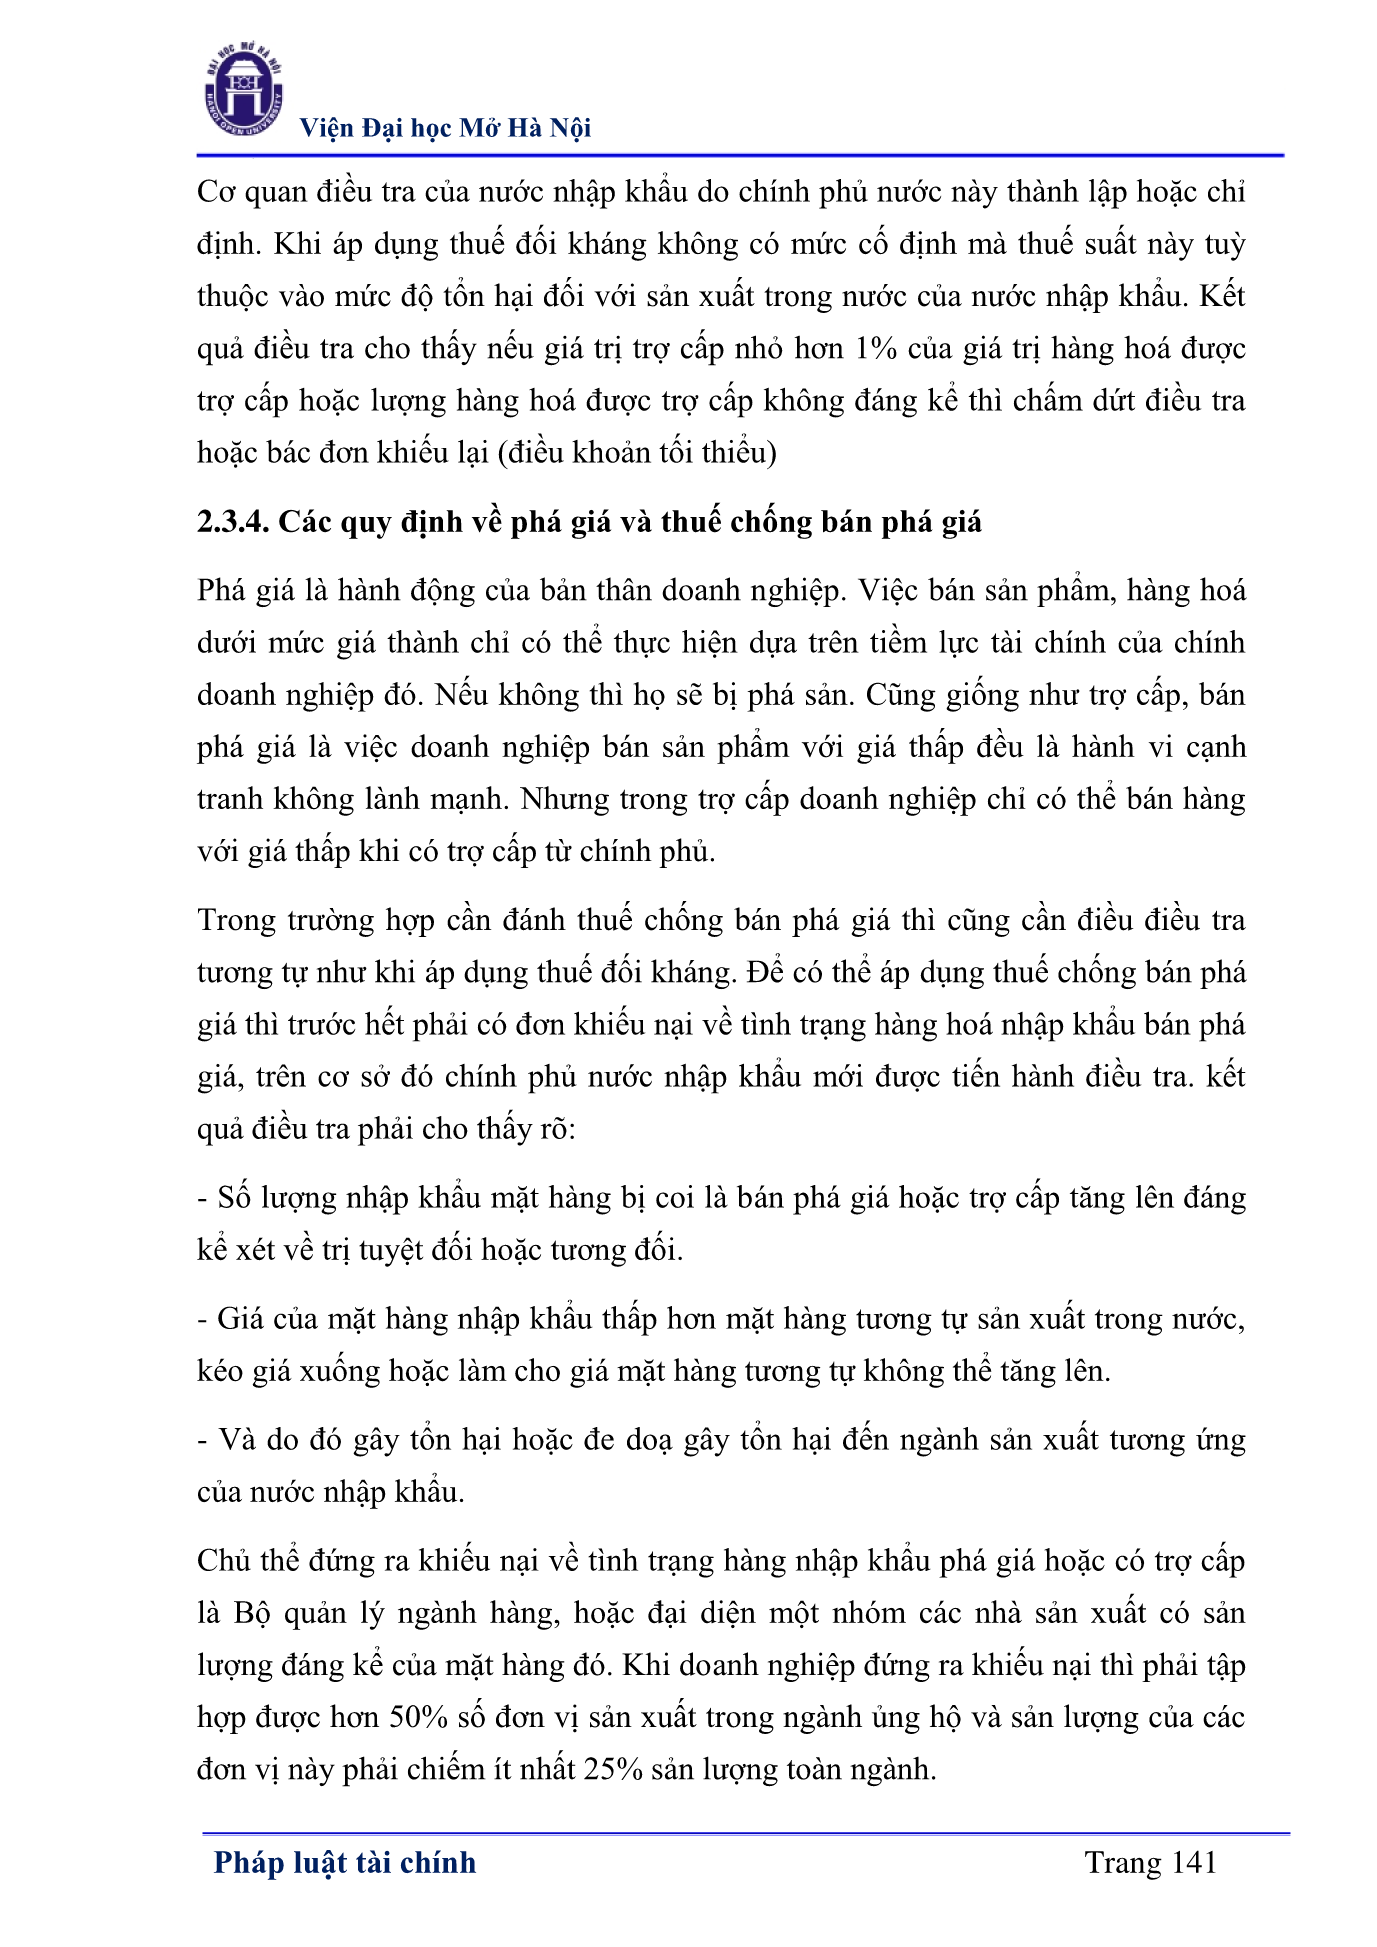 ĐẠI HỌC MỞ HÀ NỘI
HANOI OPEN UNIVERSITY
Viện Đại học Mở Hà Nội
Cơ quan điều tra của nước nhập khẩu do chính phủ nước này thành lập hoặc chỉ
định. Khi áp dụng thuế đối kháng không có mức cố định mà thuế suất này tuỳ
thuộc vào mức độ tổn hại đối với sản xuất trong nước của nước nhập khẩu. Kết
quả điều tra cho thấy nếu giá trị trợ cấp nhỏ hơn 1% của giá trị hàng hoá được
trợ cấp hoặc lượng hàng hoá được trợ cấp không đáng kể thì chấm dứt điều tra
hoặc bác đơn khiếu lại (điều khoản tối thiểu)
2.3.4. Các quy định về phá giá và thuế chống bán phá giá
Phá giá là hành động của bản thân doanh nghiệp. Việc bán sản phẩm, hàng hoá
dưới mức giá thành chỉ có thể thực hiện dựa trên tiềm lực tài chính của chính
doanh nghiệp đó. Nếu không thì họ sẽ bị phá sản. Cũng giống như trợ cấp, bán
phá giá là việc doanh nghiệp bán sản phẩm với giá thấp đều là hành vi cạnh
tranh không lành mạnh. Nhưng trong trợ cấp doanh nghiệp chỉ có thể bán hàng
với giá thấp khi có trợ cấp từ chính phủ.
Trong trường hợp cần đánh thuế chống bán phá giá thì cũng cần điều điều tra
tương tự như khi áp dụng thuế đối kháng. Để có thể áp dụng thuế chống bán phá
giá thì trước hết phải có đơn khiếu nại về tình trạng hàng hoá nhập khẩu bán phá
giá, trên cơ sở đó chính phủ nước nhập khẩu mới được tiến hành điều tra. kết
quả điều tra phải cho thấy rõ:
- Số lượng nhập khẩu mặt hàng bị coi là bán phá giá hoặc trợ cấp tăng lên đáng
kể xét về trị tuyệt đối hoặc tương đối.
- Giá của mặt hàng nhập khẩu thấp hơn mặt hàng tương tự sản xuất trong nước,
kéo giá xuống hoặc làm cho giá mặt hàng tương tự không thể tăng lên.
- Và do đó gây tổn hại hoặc đe doạ gây tổn hại đến ngành sản xuất tương ứng
của nước nhập khẩu.
Chủ thể đứng ra khiếu nại về tình trạng hàng nhập khẩu phá giá hoặc có trợ cấp
là Bộ quản lý ngành hàng, hoặc đại diện một nhóm các nhà sản xuất có sản
lượng đáng kể của mặt hàng đó. Khi doanh nghiệp đứng ra khiếu nại thì phải tập
hợp được hơn 50% số đơn vị sản xuất trong ngành ủng hộ và sản lượng của các
đơn vị này phải chiếm ít nhất 25% sản lượng toàn ngành.
Pháp luật tài chính
Trang 141